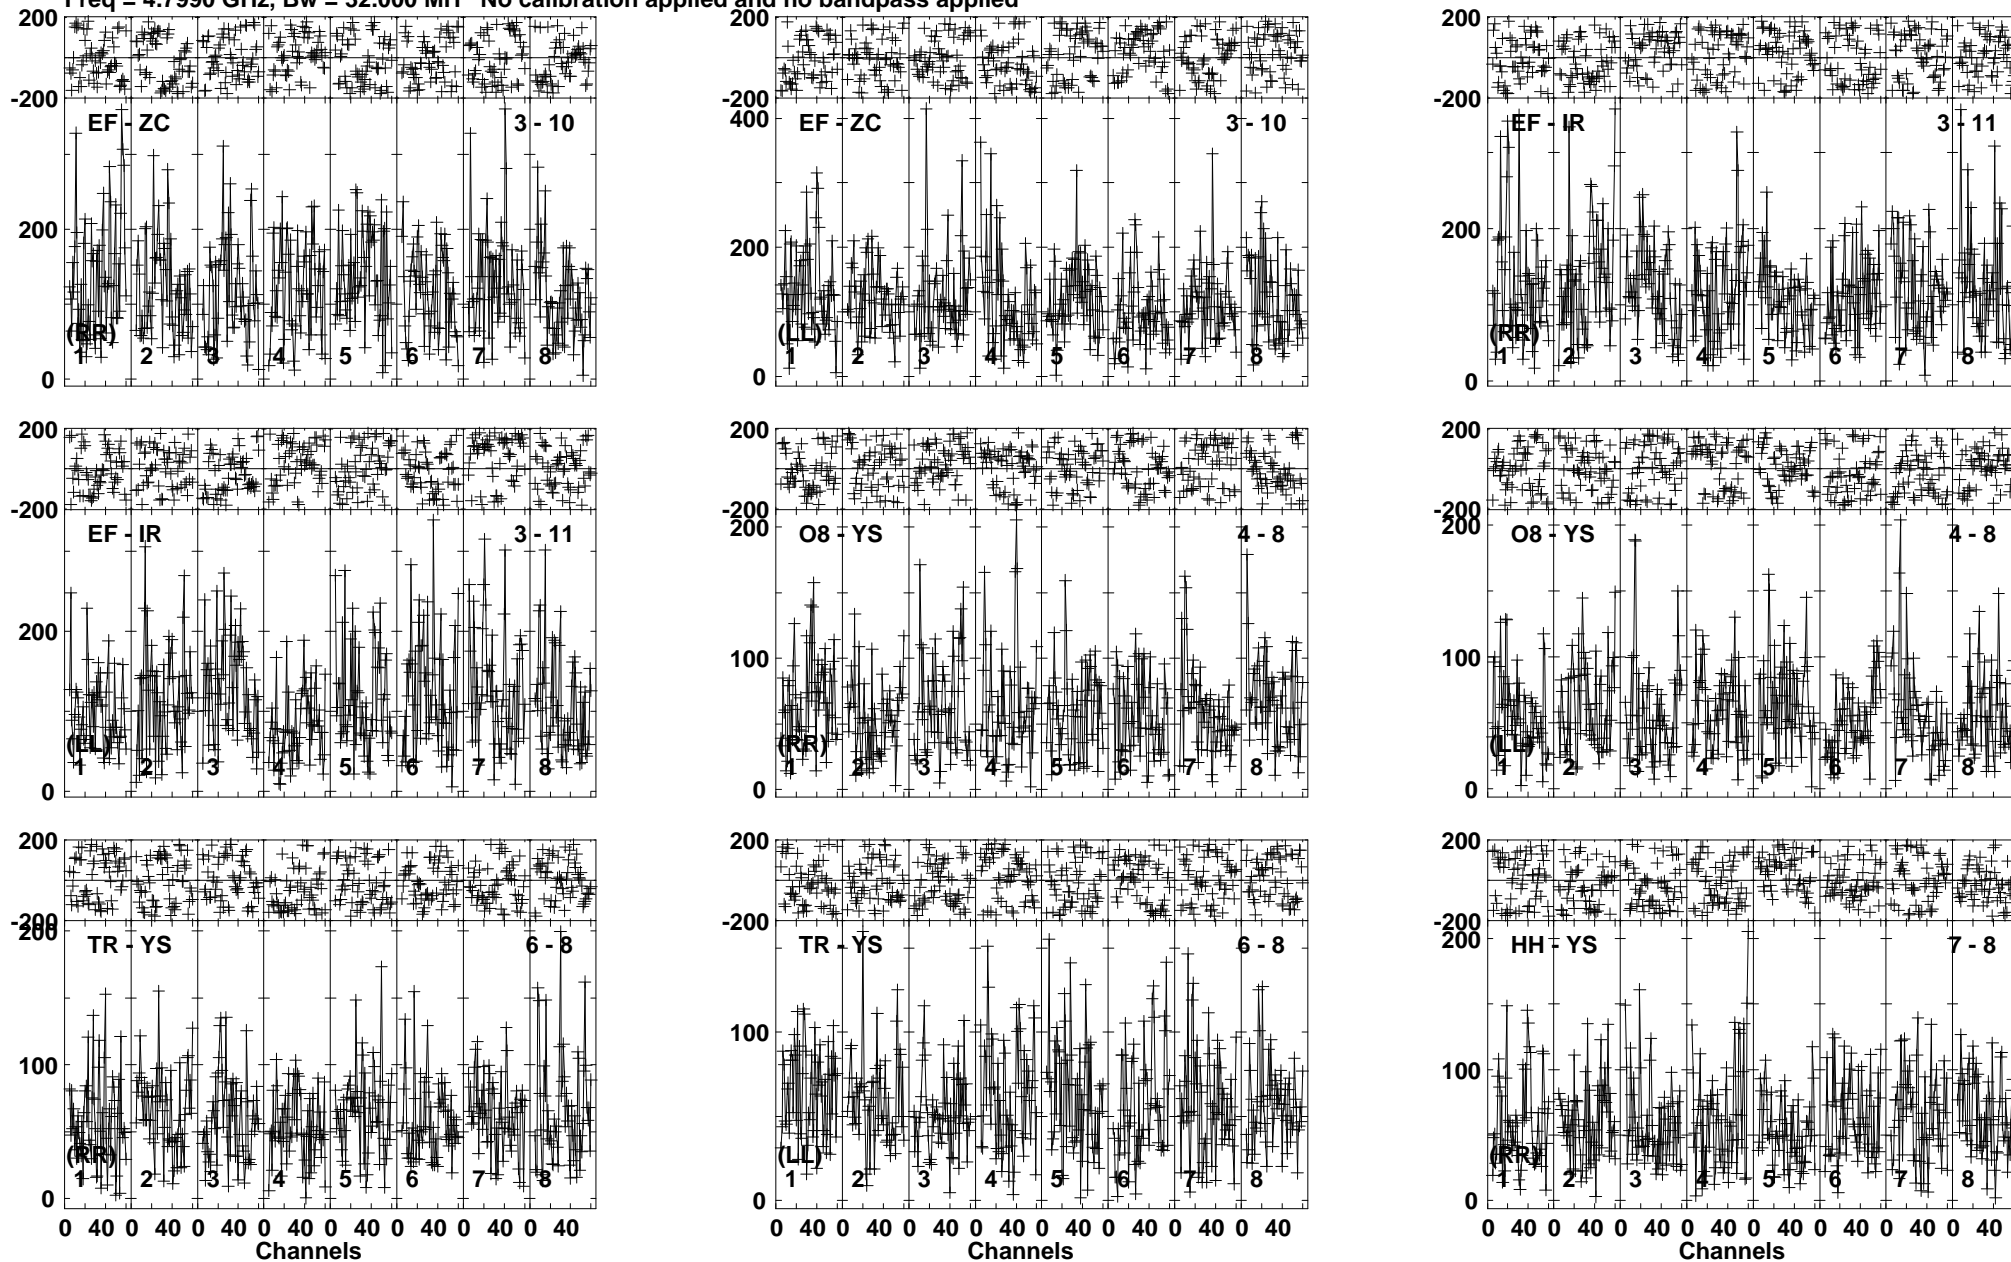 Freq = 4.7990 GHz, Bw = 32.000 MH No calibration applied and no bandpass applied
200 200 200
-200 -200 -200
EF - ZC 3 - 10 400 EF - ZC 3 - 10 EF - IR 3 - 11
300
200 200 200
(RR) (LL) (RR)
1 2 3 4 5 6 7 8 1 2 3 4 5 6 7 8 1 2 3 4 5 6 7 8
0 0 0
200 200 200
-200 -200 -200
EF - IR 3 - 11 200 O8 - YS 4 - 8 200 O8 - YS 4 - 8
200 100 100
(LL) (RR) (LL)
1 2 3 4 5 6 7 8 1 2 3 4 5 6 7 8 1 2 3 4 5 6 7 8
0 0 0
200 200 200
-200 -200 -200
200 TR - YS 6 - 8 TR - YS 6 - 8 200 HH - YS 7 - 8
100 100 100
(RR) (LL) (RR)
1 2 3 4 5 6 7 8 1 2 3 4 5 6 7 8 1 2 3 4 5 6 7 8
0 0 0
0 40 0 40 0 40 0 40 0 40 0 40 0 40 0 40 0 40 0 40 0 40 0 40 0 40 0 40 0 40 0 40 0 40 0 40 0 40 0 40 0 40 0 40 0 40 0 40
Channels Channels Channels